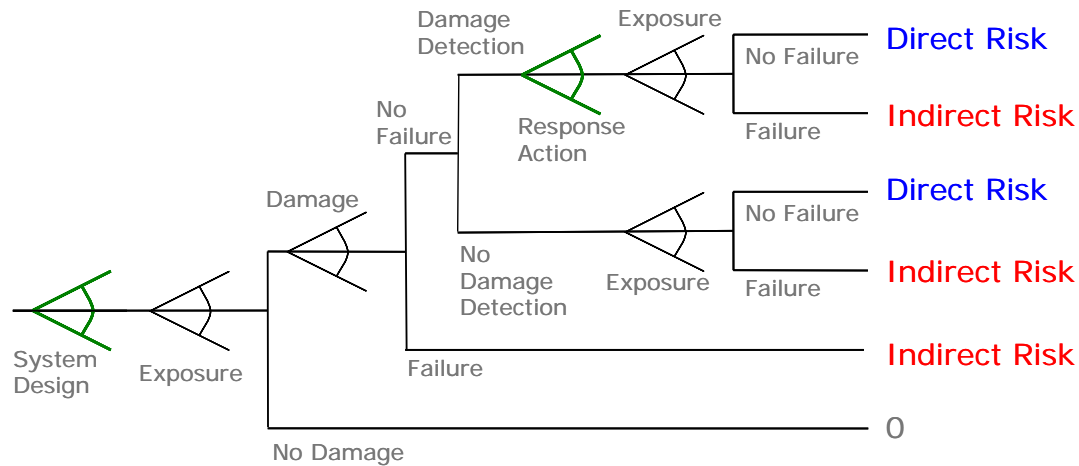 Damage
Detection
Exposure
Direct Risk
No Failure
No
Failure
Response
Action
Indirect Risk
Failure
Damage
Direct Risk
No Failure
No
Damage
Detection
Exposure
Indirect Risk
Failure
System
Design
Exposure
Failure
Indirect Risk
No Damage
0